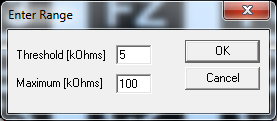 Enter Range
Threshold [kOhms] 5 OK
Maximum [kOhms] 100 Cancel